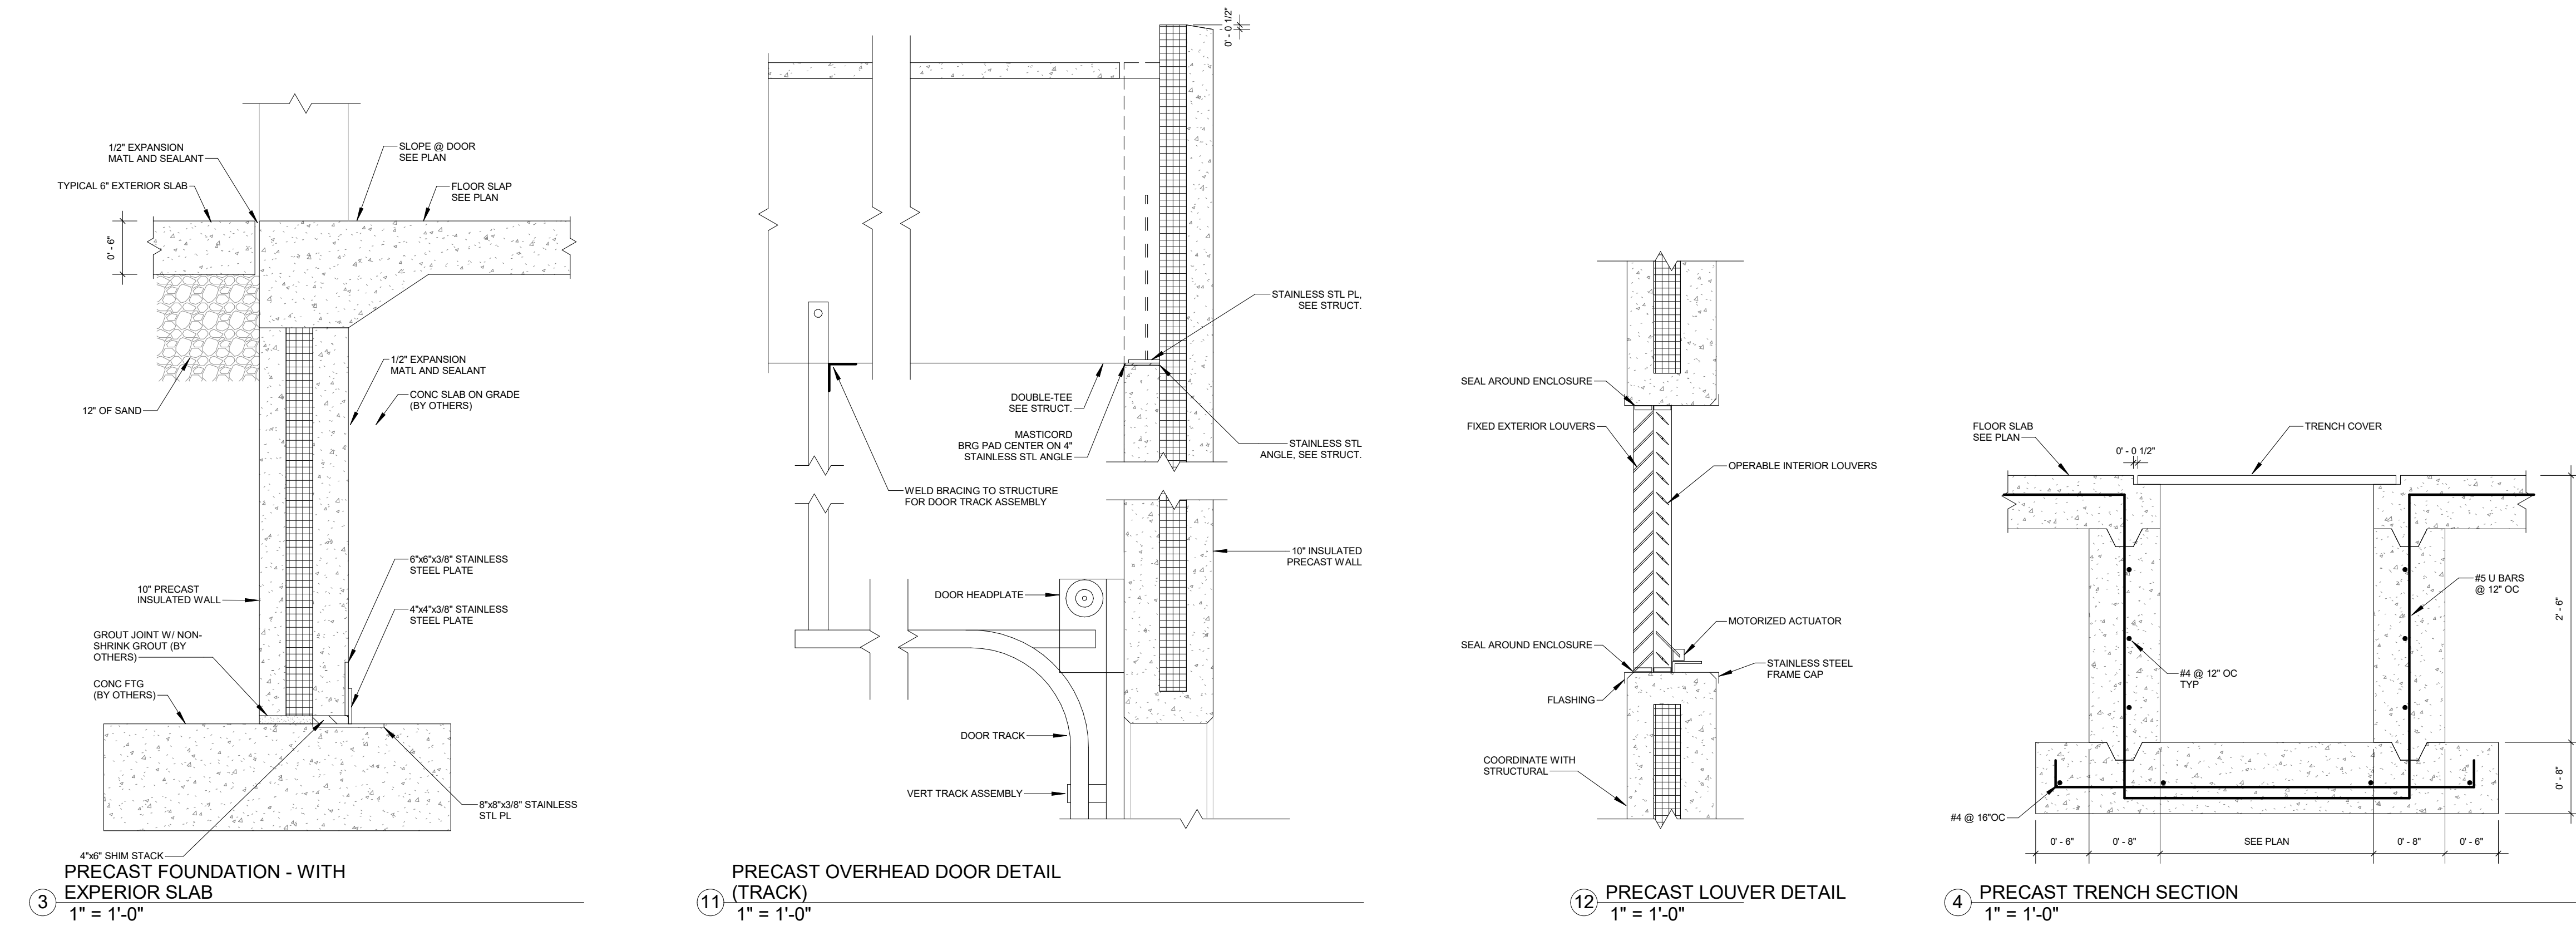 1/2" EXPANSION
MATL AND SEALANT
TYPICAL 6" EXTERIOR SLAB
SLOPE @ DOOR
SEE PLAN
FLOOR SLAP
SEE PLAN
0' - 6"
12" OF SAND
1/2" EXPANSION
MATL AND SEALANT
CONC SLAB ON GRADE
(BY OTHERS)
10" PRECAST
INSULATED WALL
6"x6"x3/8" STAINLESS
STEEL PLATE
4"x4"x3/8" STAINLESS
STEEL PLATE
GROUT JOINT W/ NON-
SHRINK GROUT (BY
OTHERS)
CONC FTG
(BY OTHERS)
8"x8"x3/8" STAINLESS
STL PL
4"x6" SHIM STACK
3
PRECAST FOUNDATION - WITH
EXPERIOR SLAB
1" = 1'-0"
0' - 0 1/2"
STAINLESS STL PL,
SEE STRUCT.
DOUBLE-TEE
SEE STRUCT.
MASTICORD
BRG PAD CENTER ON 4"
STAINLESS STL ANGLE
STAINLESS STL
ANGLE, SEE STRUCT.
WELD BRACING TO STRUCTURE
FOR DOOR TRACK ASSEMBLY
10" INSULATED
PRECAST WALL
DOOR HEADPLATE
DOOR TRACK
VERT TRACK ASSEMBLY
11
PRECAST OVERHEAD DOOR DETAIL
(TRACK)
1" = 1'-0"
SEAL AROUND ENCLOSURE
FIXED EXTERIOR LOUVERS
OPERABLE INTERIOR LOUVERS
MOTORIZED ACTUATOR
SEAL AROUND ENCLOSURE
STAINLESS STEEL
FRAME CAP
FLASHING
COORDINATE WITH
STRUCTURAL
12
PRECAST LOUVER DETAIL
1" = 1'-0"
FLOOR SLAB
SEE PLAN
0' - 0 1/2"
TRENCH COVER
#5 U BARS
@ 12" OC
2' - 6"
#4 @ 12" OC
TYP
0' - 8"
#4 @ 16"OC
0' - 6"
0' - 8"
SEE PLAN
0' - 8"
0' - 6"
4
PRECAST TRENCH SECTION
1" = 1'-0"